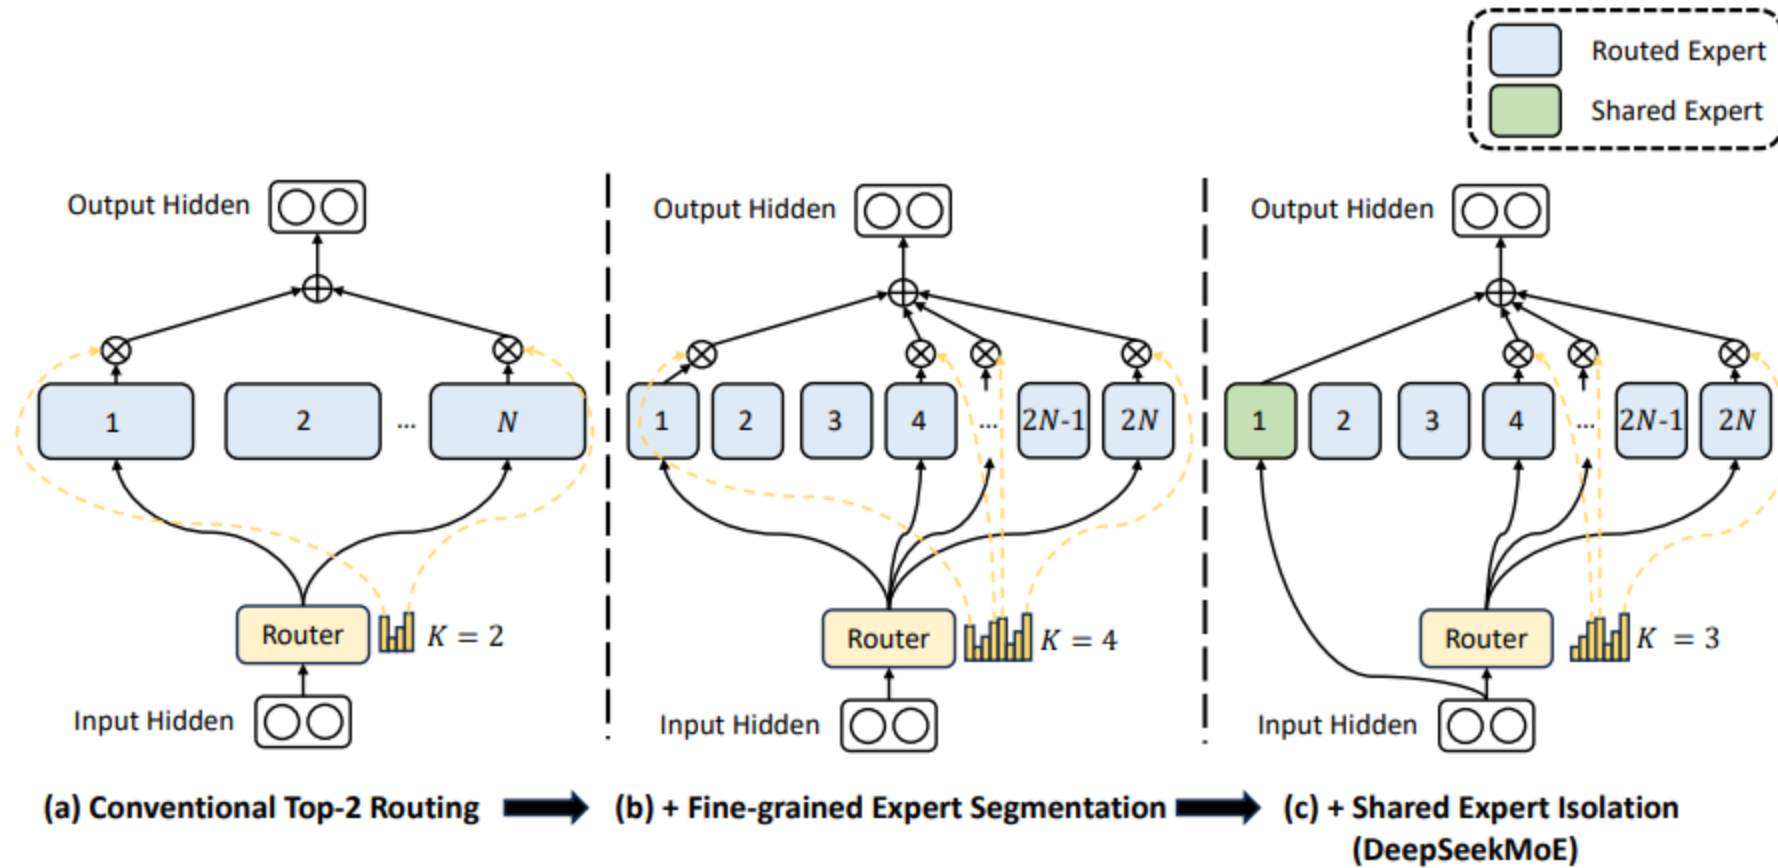 Routed Expert
Shared Expert
Output Hidden
1
2
...
N
Router
K = 2
Input Hidden
(a) Conventional Top-2 Routing
Output Hidden
1
2
3
4
...
2N-1
2N
Router
K = 4
Input Hidden
(b) + Fine-grained Expert Segmentation
Output Hidden
1
2
3
4
...
2N-1
2N
Router
K = 3
Input Hidden
(c) + Shared Expert Isolation
(DeepSeekMoE)